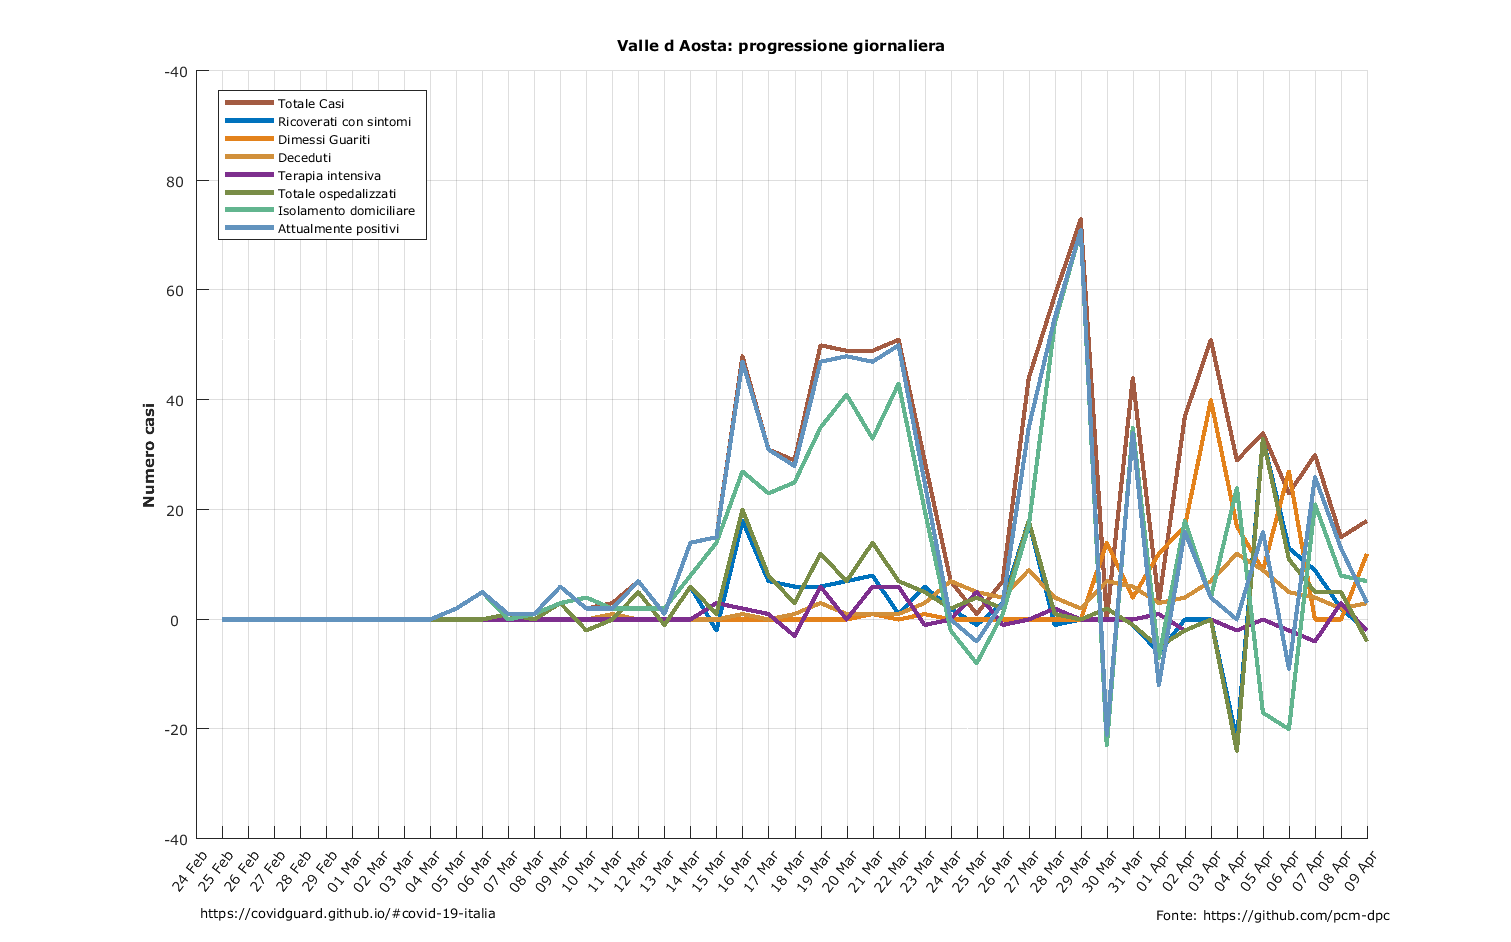 Valle d Aosta: progressione giornaliera
-40
80
60
40
20
0
-20
-40
Numero casi
Totale Casi
Ricoverati con sintomi
Dimessi Guariti
Deceduti
Terapia intensiva
Totale ospedalizzati
Isolamento domiciliare
Attualmente positivi
24 Feb
25 Feb
26 Feb
27 Feb
28 Feb
29 Feb
01 Mar
02 Mar
03 Mar
04 Mar
05 Mar
06 Mar
07 Mar
08 Mar
09 Mar
10 Mar
11 Mar
12 Mar
13 Mar
14 Mar
15 Mar
16 Mar
17 Mar
18 Mar
19 Mar
20 Mar
21 Mar
22 Mar
23 Mar
24 Mar
25 Mar
26 Mar
27 Mar
28 Mar
29 Mar
30 Mar
31 Mar
01 Apr
02 Apr
03 Apr
04 Apr
05 Apr
06 Apr
07 Apr
08 Apr
09 Apr
https://covidguard.github.io/#covid-19-italia
Fonte: https://github.com/pcm-dpc